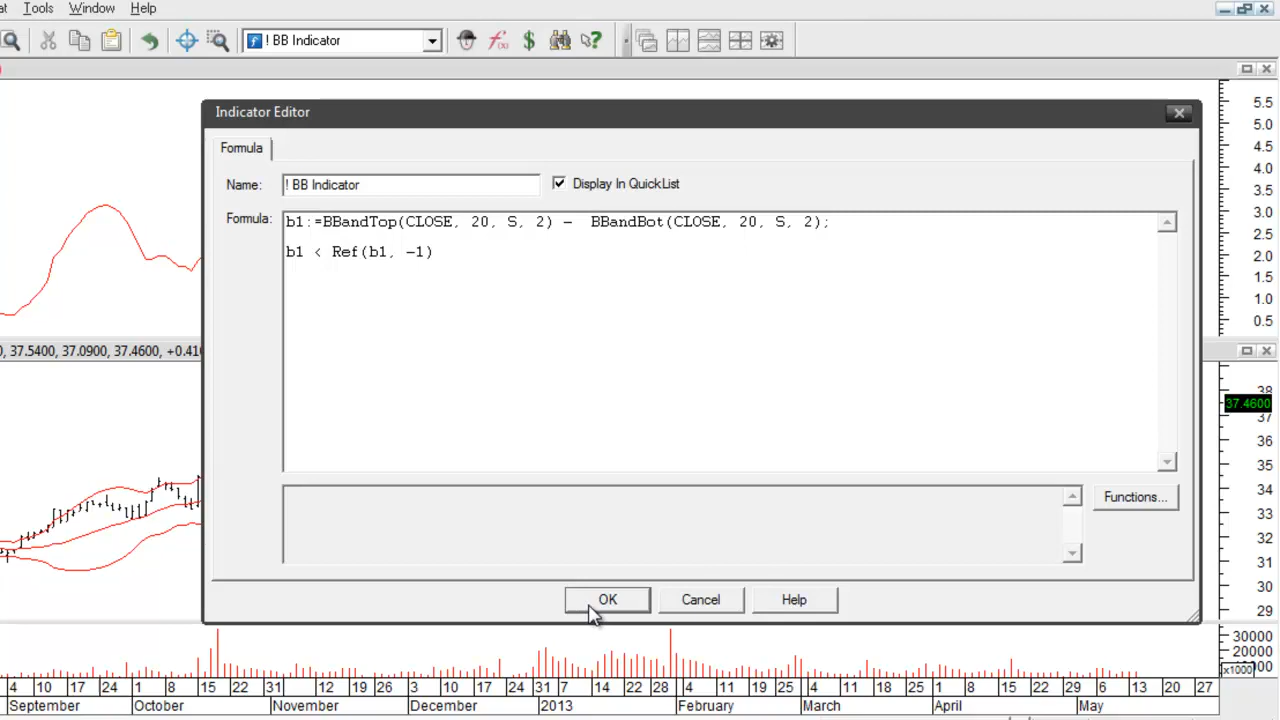 at Tools Window Help
! BB Indicator
Indicator Editor
Formula
Name: ! BB Indicator Display In QuickList
Formula: b1:=BBandTop(CLOSE, 20, S, 2) - BBandBot(CLOSE, 20, S, 2);
b1 < Ref(b1, -1)
Functions...
OK Cancel Help
5.5
5.0
4.5
4.0
3.5
3.0
2.5
2.0
1.5
1.0
0.5
0, 37.5400, 37.0900, 37.4600, +0.410
38
37.4600
37
36
35
34
33
32
31
30
29
30000
20000
x1000
4 10 17 24 1 8 15 22 31 12 19 26 3 10 17 24 31 7 14 22 28 4 11 19 25 4 11 18 25 1 8 15 22 29 6 13 20 27
September October November December 2013 February March April May